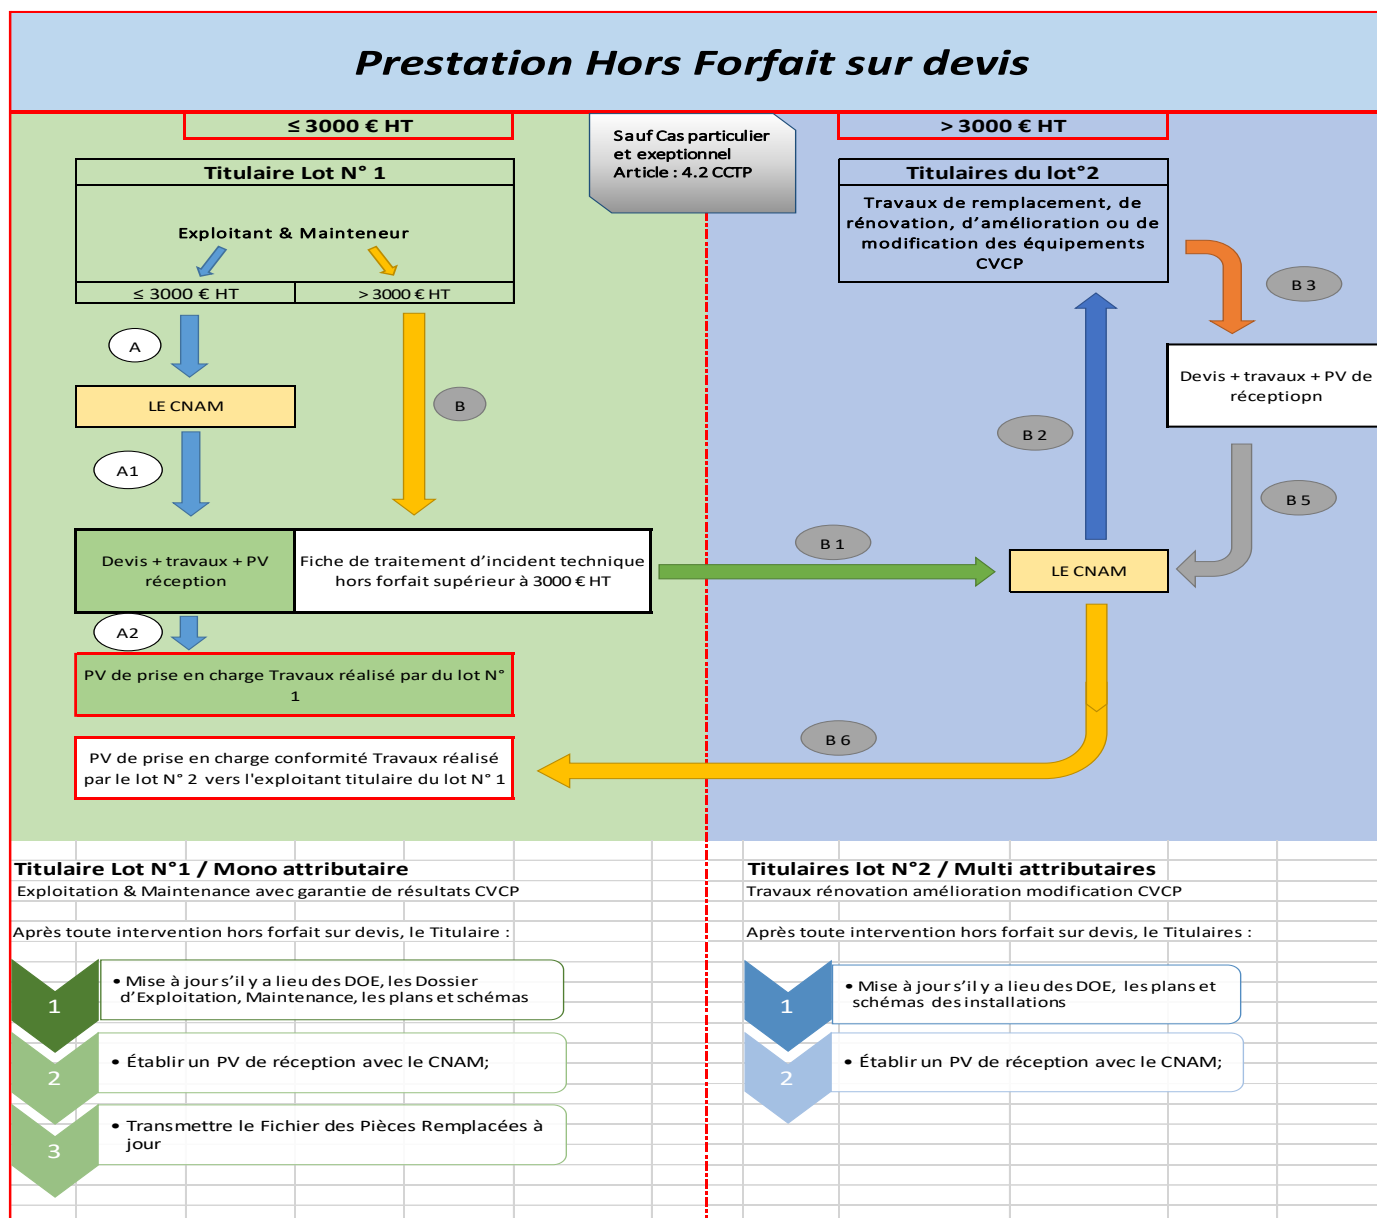 Prestation Hors Forfait sur devis
≤ 3000 € HT
Sauf Cas particulier
et exeptionnel
Article : 4.2 CCTP
> 3000 € HT
Titulaire Lot N° 1
Exploitant & Mainteneur
≤ 3000 € HT
> 3000 € HT
Titulaires du lot°2
Travaux de remplacement, de
rénovation, d’amélioration ou de
modification des équipements
CVCP
B 3
A
LE CNAM
B
A1
Devis + travaux + PV de
réceptiopn
B 2
B 5
Devis + travaux + PV
réception
Fiche de traitement d’incident technique
hors forfait supérieur à 3000 € HT
B 1
LE CNAM
A2
PV de prise en charge Travaux réalisé par du lot N°
1
PV de prise en charge conformité Travaux réalisé
par le lot N° 2 vers l'exploitant titulaire du lot N° 1
B 6
Titulaire Lot N°1 / Mono attributaire
Exploitation & Maintenance avec garantie de résultats CVCP
Après toute intervention hors forfait sur devis, le Titulaire :
1
• Mise à jour s’il y a lieu des DOE, les Dossier
d’Exploitation, Maintenance, les plans et schémas
2
• Établir un PV de réception avec le CNAM;
3
• Transmettre le Fichier des Pièces Remplacées à
jour
Titulaires lot N°2 / Multi attributaires
Travaux rénovation amélioration modification CVCP
Après toute intervention hors forfait sur devis, le Titulaires :
1
• Mise à jour s’il y a lieu des DOE, les plans et
schémas des installations
2
• Établir un PV de réception avec le CNAM;